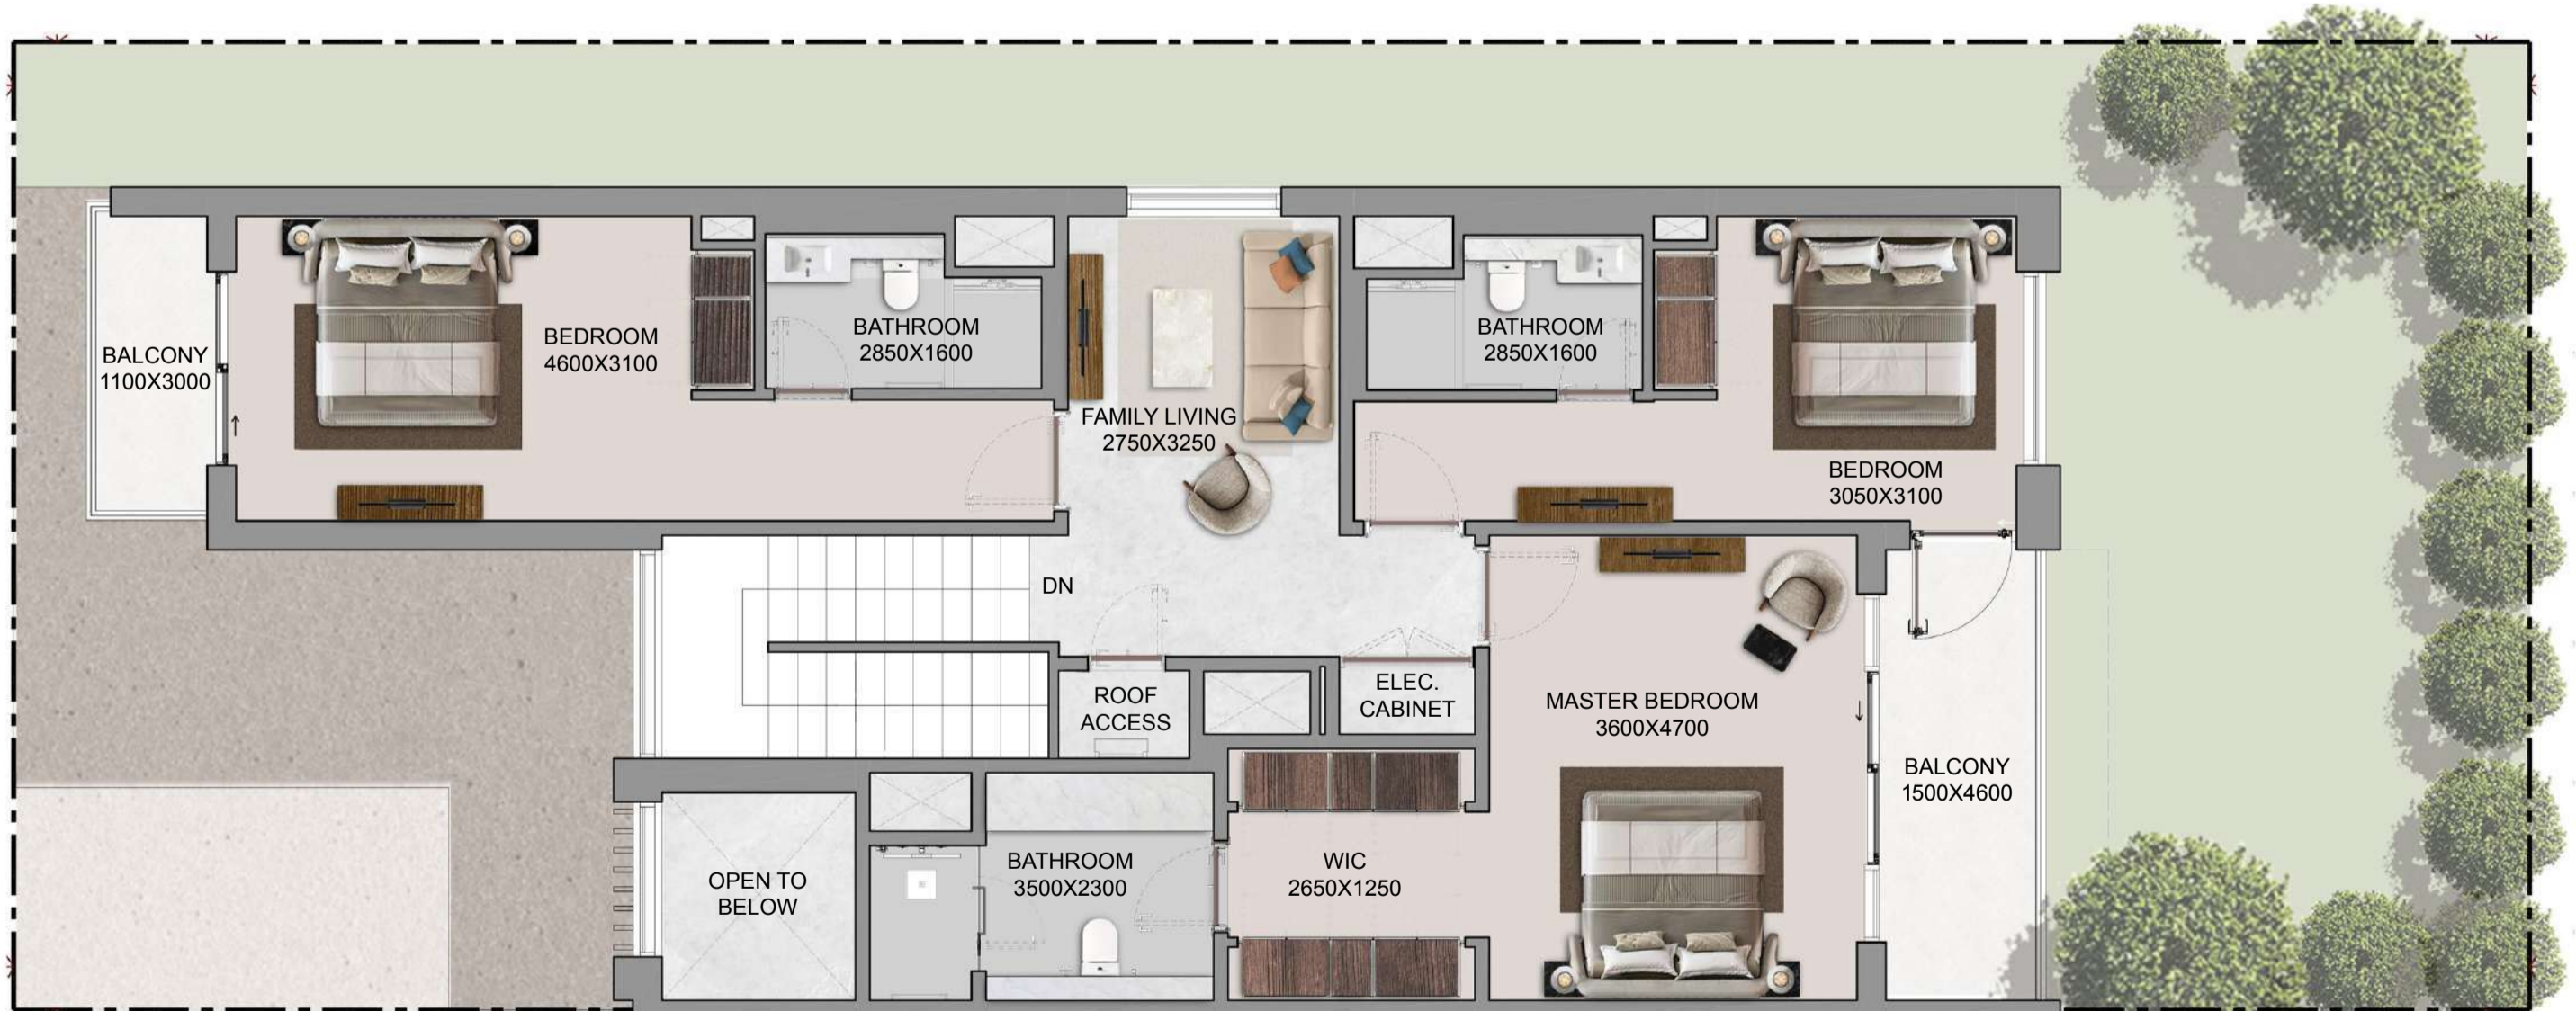 BALCONY
1100X3000
BEDROOM
4600X3100
BATHROOM
2850X1600
FAMILY LIVING
2750X3250
BATHROOM
2850X1600
BEDROOM
3050X3100
DN
ROOF
ACCESS
ELEC.
CABINET
MASTER BEDROOM
3600X4700
BALCONY
1500X4600
OPEN TO
BELOW
BATHROOM
3500X2300
WIC
2650X1250